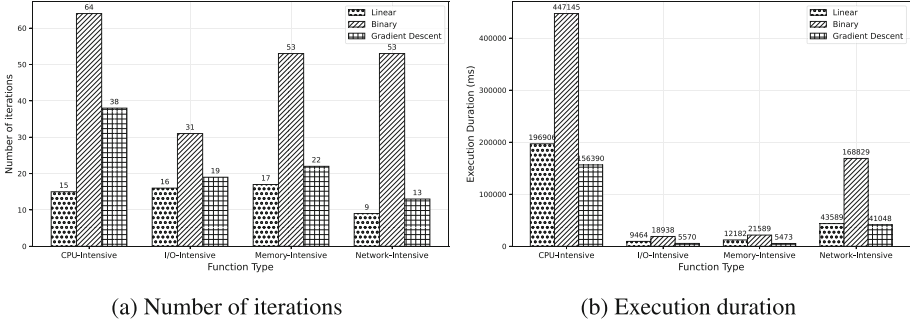 64
38
15
31
16
19
53
17
22
53
9
13
60
50
40
30
20
10
0
Number of iterations
Linear
Binary
Gradient Descent
CPU-Intensive I/O-Intensive Memory-Intensive Network-Intensive
Function Type
(a) Number of iterations
447145
196906
156390
9464 18938 5570
12182 21589 5473
168829
43589 41048
400000
300000
200000
100000
0
Execution Duration (ms)
Linear
Binary
Gradient Descent
CPU-Intensive I/O-Intensive Memory-Intensive Network-Intensive
Function Type
(b) Execution duration